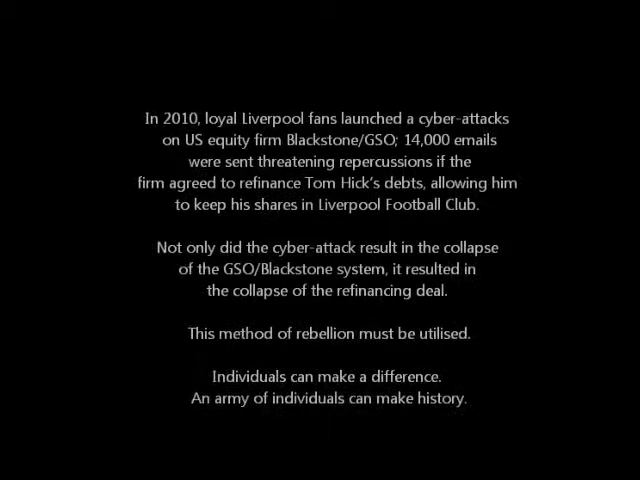 In 2010, loyal Liverpool fans launched a cyber-attacks
on US equity firm Blackstone/GSO; 14,000 emails
were sent threatening repercussions if the
firm agreed to refinance Tom Hick's debts, allowing him
to keep his shares in Liverpool Football Club.
Not only did the cyber-attack result in the collapse
of the GSO/Blackstone system, it resulted in
the collapse of the refinancing deal.
This method of rebellion must be utilised.
Individuals can make a difference.
An army of individuals can make history.